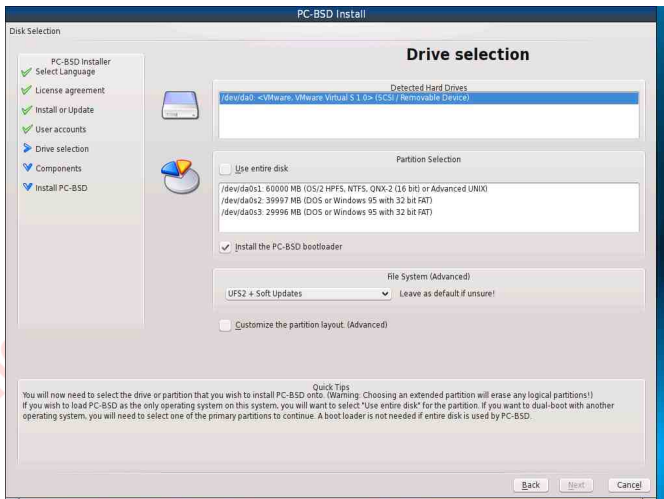 PC-BSD Install
Disk Selection
PC-BSD Installer
Select Language
License agreement
Install or Update
User accounts
Drive selection
Components
Install PC-BSD
Drive selection
Detected Hard Drives
/dev/da0: <VMware, VMware Virtual S 1.0> (SCSI / Removable Device)
Partition Selection
Use entire disk
/dev/da0s1: 60000 MB (OS/2 HPFS, NTFS, QNX-2 (16 bit) or Advanced UNIX)
/dev/da0s2: 39997 MB (DOS or Windows 95 with 32 bit FAT)
/dev/da0s3: 29996 MB (DOS or Windows 95 with 32 bit FAT)
Install the PC-BSD bootloader
File System (Advanced)
UFS2 + Soft Updates
Leave as default if unsure!
Customize the partition layout. (Advanced)
Quick Tips
You will now need to select the drive or partition that you wish to install PC-BSD onto. (Warning: Choosing an extended partition will erase any logical partitions!)
If you wish to load PC-BSD as the only operating system on this system, you will want to select "Use entire disk" for the partition. If you want to dual-boot with another
operating system, you will need to select one of the primary partitions to continue. A boot loader is not needed if entire disk is used by PC-BSD.
Back
Next
Cancel